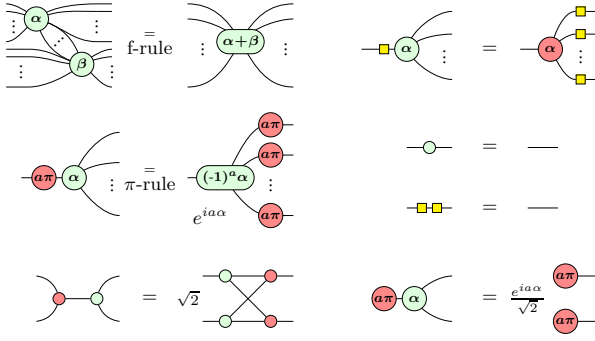 α
β
=
f-rule
α+β
α
=
α
aπ
α
=
π-rule
(-1)^a α
e^{iaα}
aπ
aπ
aπ
=
=
=
√2
aπ
α
=
e^{iaα}/√2
aπ
aπ